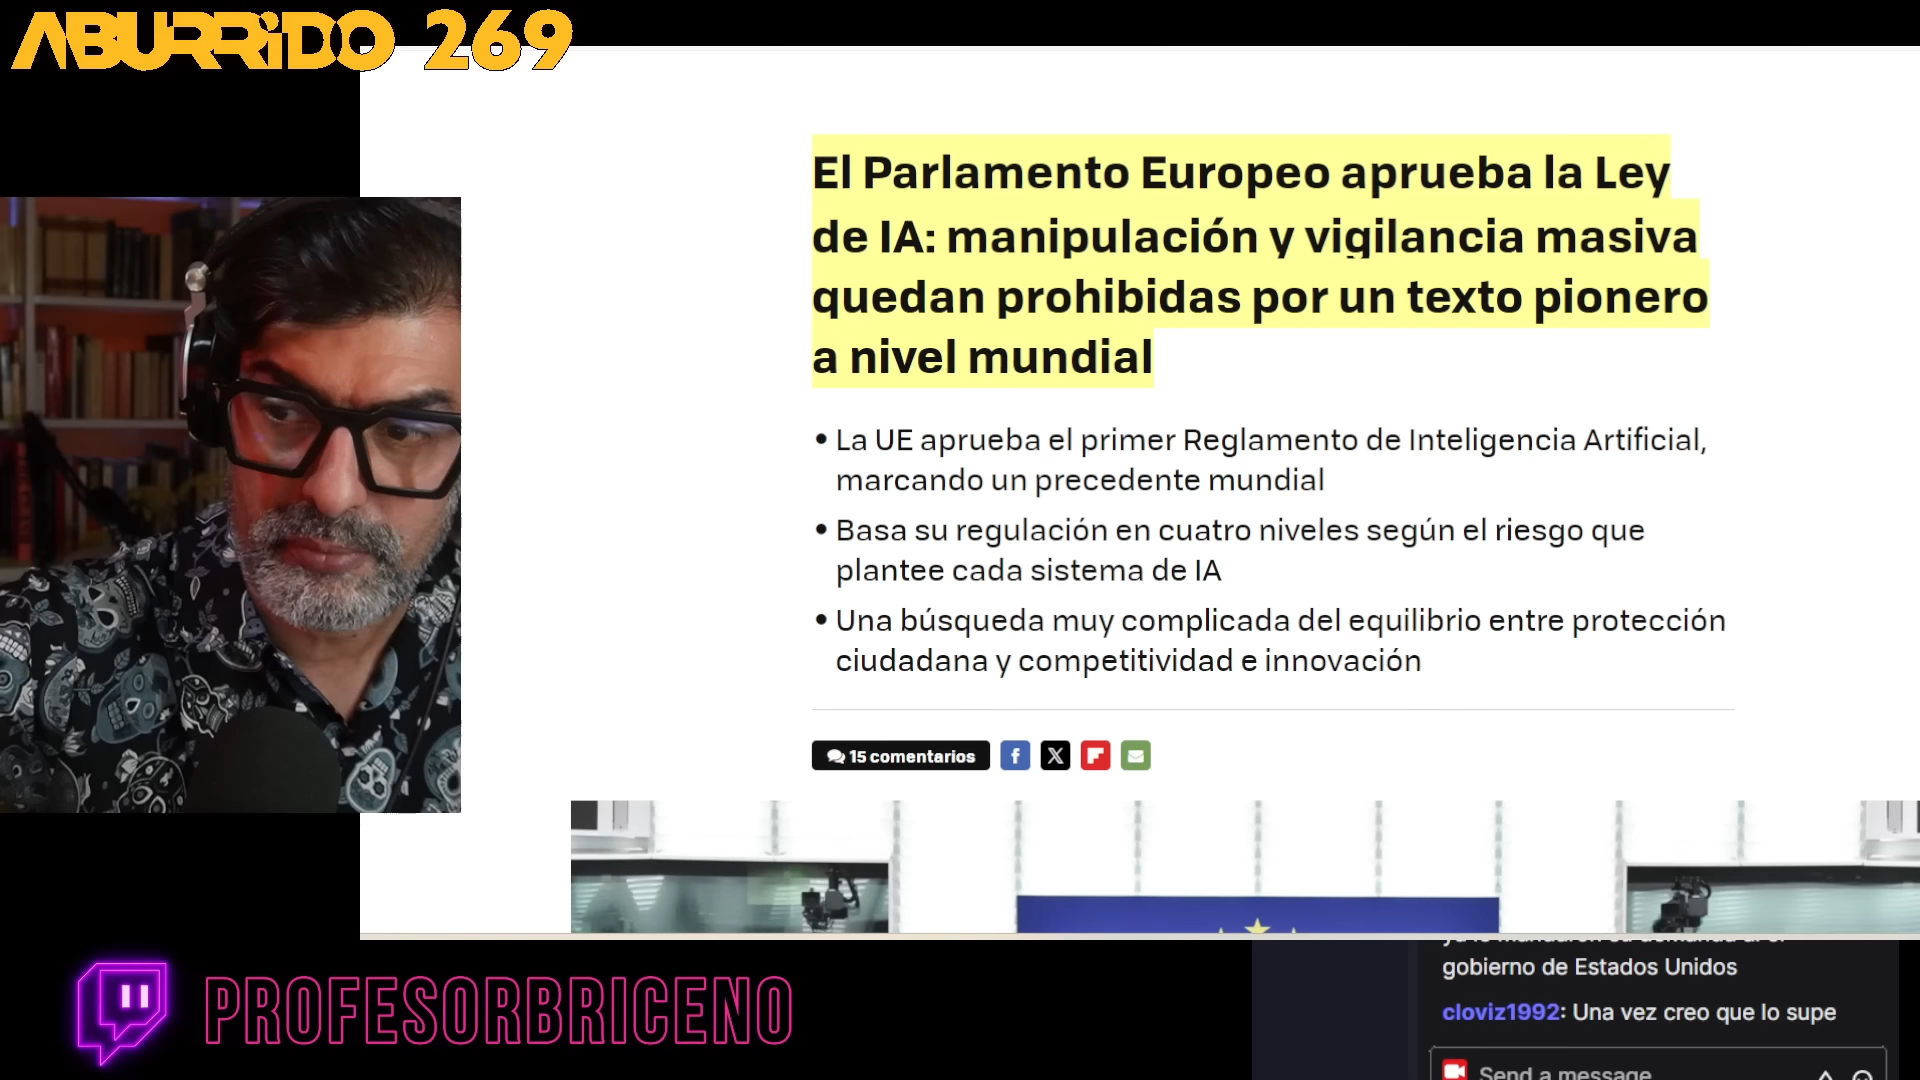 ABURRiDO 269
El Parlamento Europeo aprueba la Ley
de IA: manipulación y vigilancia masiva
quedan prohibidas por un texto pionero
a nivel mundial
• La UE aprueba el primer Reglamento de Inteligencia Artificial,
marcando un precedente mundial
• Basa su regulación en cuatro niveles según el riesgo que
plantee cada sistema de IA
• Una búsqueda muy complicada del equilibrio entre protección
ciudadana y competitividad e innovación
15 comentarios
gobierno de Estados Unidos
cloviz1992: Una vez creo que lo supe
Send a message
PROFESORBRICENO